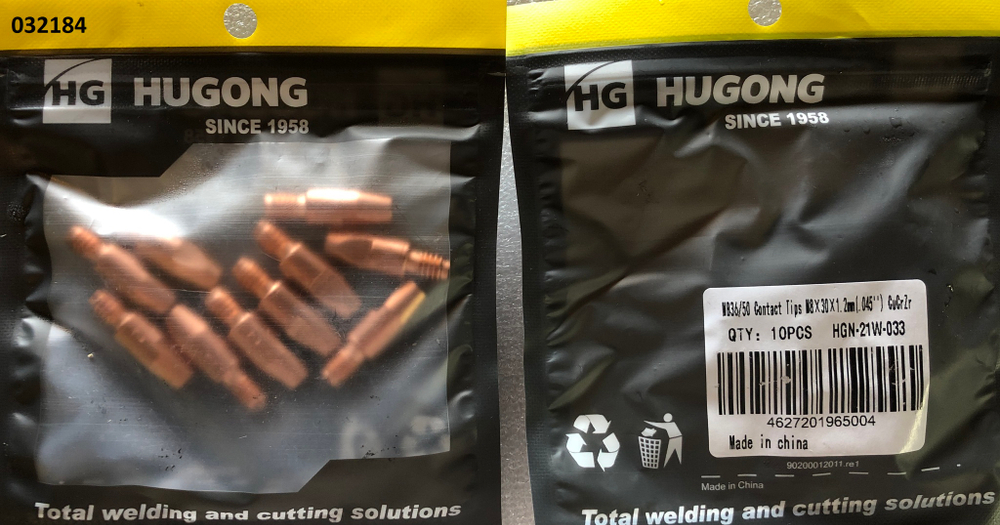 032184
HG HUGONG
SINCE 1958
Total welding and cutting solutions
HG HUGONG
SINCE 1958
WB36/50 Contact Tips M8X30X1.2mm(.045'') CuCrZr
QTY: 10PCS HGN-21W-033
4627201965004
Made in china
90200012011.re1
Made in China
Total welding and cutting solutions